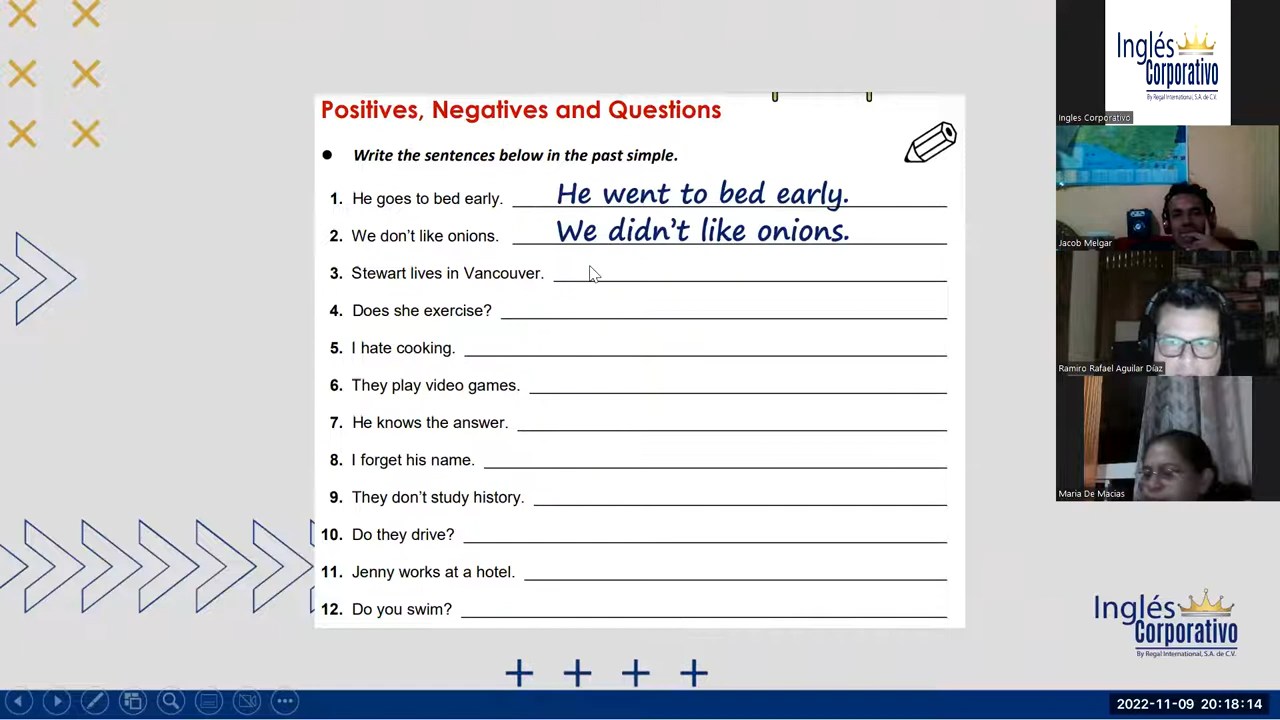 Positives, Negatives and Questions
● Write the sentences below in the past simple.
1. He goes to bed early. He went to bed early.
2. We don't like onions. We didn't like onions.
3. Stewart lives in Vancouver.
4. Does she exercise?
5. I hate cooking.
6. They play video games.
7. He knows the answer.
8. I forget his name.
9. They don't study history.
10. Do they drive?
11. Jenny works at a hotel.
12. Do you swim?
Inglés
Corporativo
By Regal International, S.A. de C.V.
Ingles Corporativo
Jacob Melgar
Ramiro Rafael Aguilar Díaz
Maria De Macias
Inglés
Corporativo
By Regal International, S.A. de C.V.
2022-11-09 20:18:14